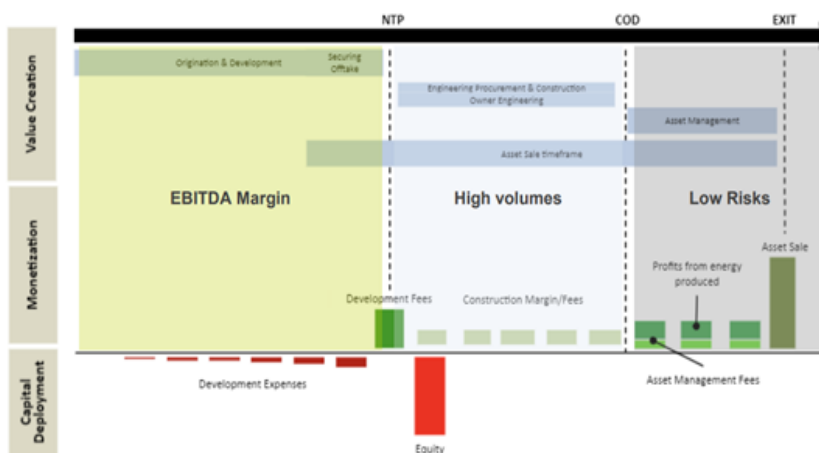 NTP
COD
EXIT
Value Creation
Origination & Development
Securing
Offtake
Engineering Procurement & Construction
Owner Engineering
Asset Management
Asset Sale timeframe
EBITDA Margin
High volumes
Low Risks
Monetization
Asset Sale
Profits from energy
produced
Development Fees
Construction Margin/Fees
Capital
Deployment
Development Expenses
Asset Management Fees
Equity